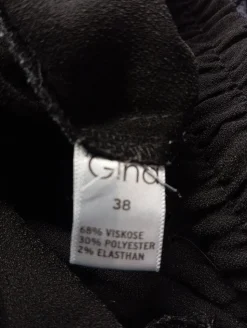 Gina
38
68% VISKOSE
30% POLYESTER
2% ELASTHAN